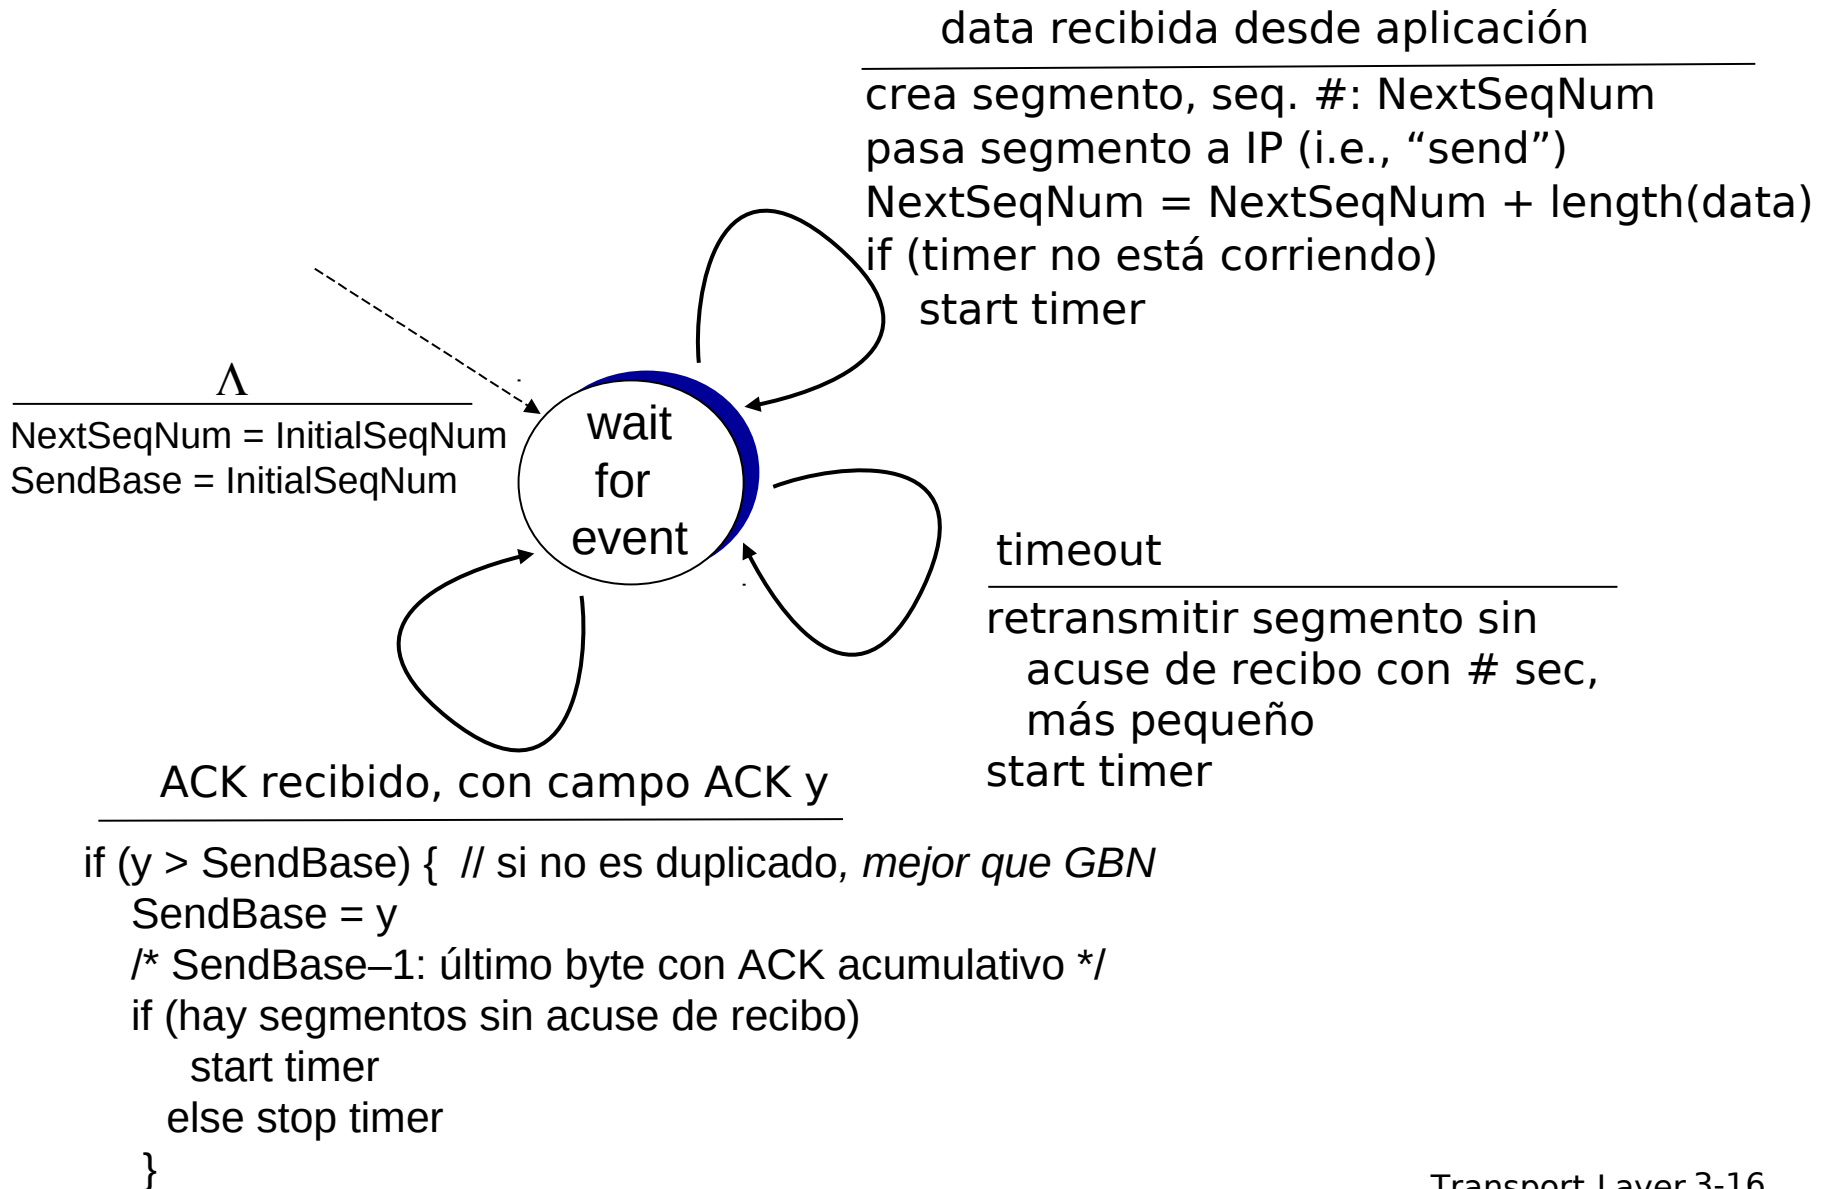 data recibida desde aplicación
crea segmento, seq. #: NextSeqNum
pasa segmento a IP (i.e., “send”)
NextSeqNum = NextSeqNum + length(data)
if (timer no está corriendo)
start timer
Λ
NextSeqNum = InitialSeqNum
SendBase = InitialSeqNum
wait
for
event
timeout
retransmitir segmento sin
acuse de recibo con # sec,
más pequeño
start timer
ACK recibido, con campo ACK y
if (y > SendBase) { // si no es duplicado, mejor que GBN
SendBase = y
/* SendBase–1: último byte con ACK acumulativo */
if (hay segmentos sin acuse de recibo)
start timer
else stop timer
}
Transport Layer 3-16